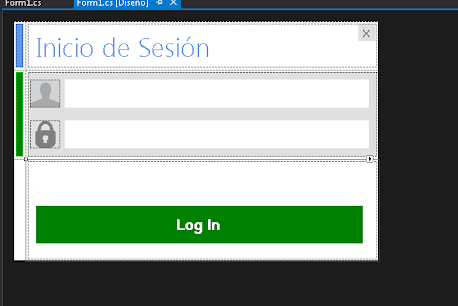 Form1.cs
Form1.cs [Diseño]
Inicio de Sesión
Log In